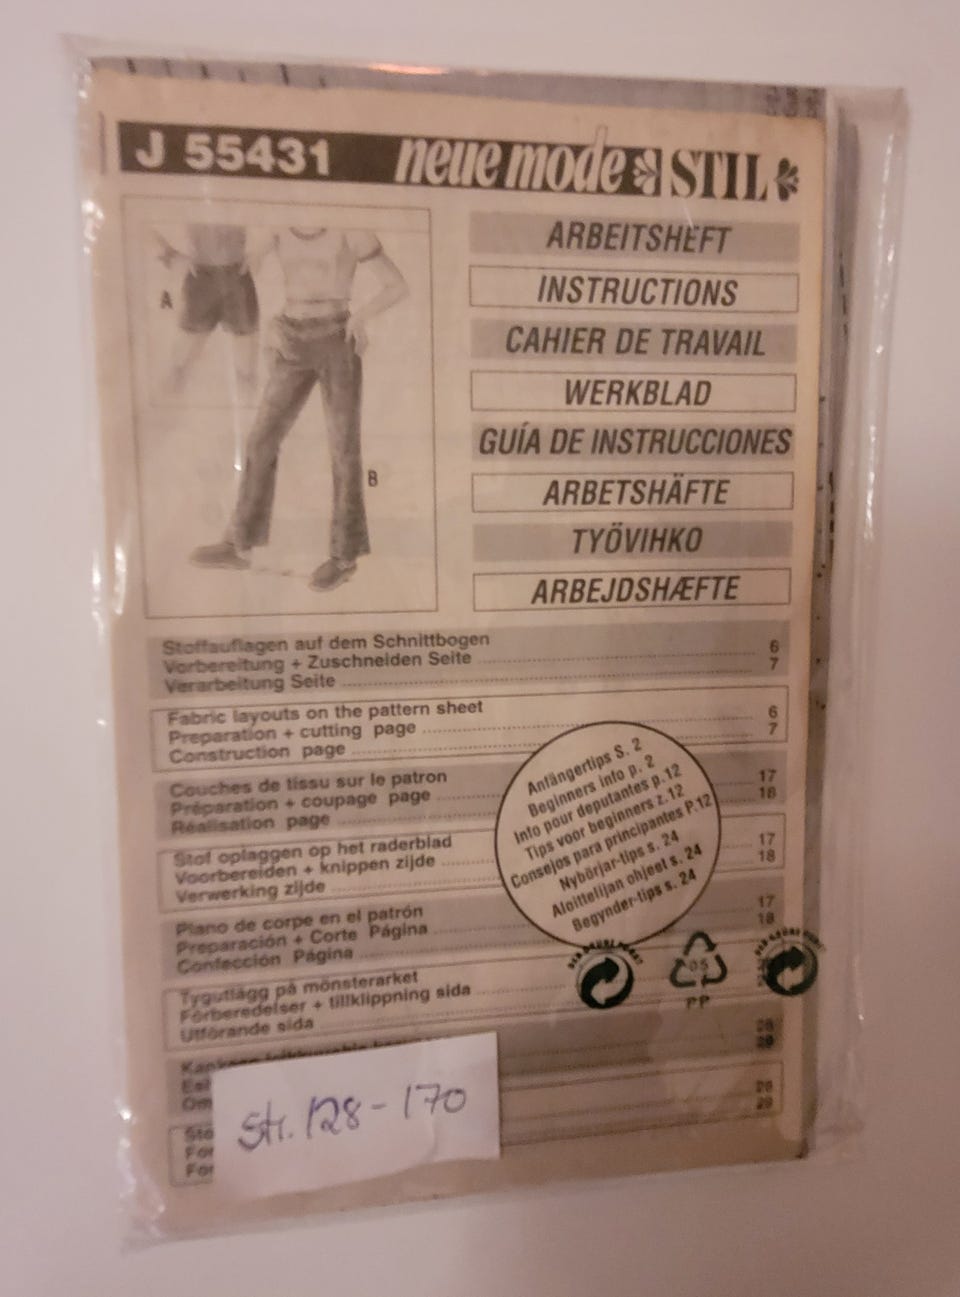 J 55431 neue mode STIL
A
B
ARBEITSHEFT
INSTRUCTIONS
CAHIER DE TRAVAIL
WERKBLAD
GUÍA DE INSTRUCCIONES
ARBETSHÄFTE
TYÖVIHKO
ARBEJDSHÆFTE
Stoffauflagen auf dem Schnittbogen 6
Vorbereitung + Zuschneiden Seite 7
Verarbeitung Seite
Fabric layouts on the pattern sheet 6
Preparation + cutting page 7
Construction page
Couches de tissu sur le patron 17
Préparation + coupage page 18
Réalisation page
Stof oplaggen op het raderblad 17
Voorbereiden + knippen zijde 18
Verwerking zijde
Plano de corpe en el patrón 17
Preparación + Corte Página 18
Confección Página
Tygutlägg på mönsterarket
Förberedelser + tillklippning sida
Utförande sida
28
29
28
29
Anfängertips S. 2
Beginners info p. 2
Info pour deputantes p.12
Tips voor beginners z.12
Consejos para principantes P.12
Nybörjar-tips s. 24
Aloittelijan ohjeet s. 24
Begynder-tips s. 24
05
PP
Str. 128-170